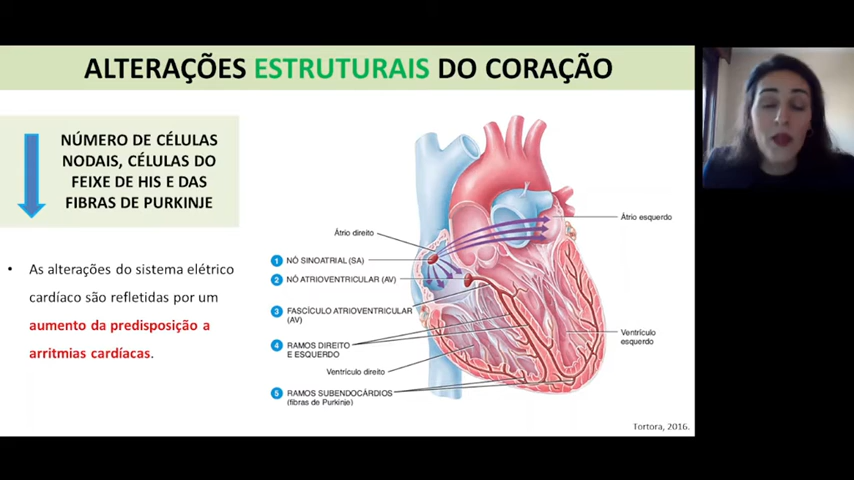 ALTERAÇÕES ESTRUTURAIS DO CORAÇÃO
NÚMERO DE CÉLULAS
NODAIS, CÉLULAS DO
FEIXE DE HIS E DAS
FIBRAS DE PURKINJE
• As alterações do sistema elétrico
cardíaco são refletidas por um
aumento da predisposição a
arritmias cardíacas.
Átrio direito
Átrio esquerdo
1 NÓ SINOATRIAL (SA)
2 NÓ ATRIOVENTRICULAR (AV)
3 FASCÍCULO ATRIOVENTRICULAR
(AV)
4 RAMOS DIREITO
E ESQUERDO
Ventrículo
esquerdo
Ventrículo direito
5 RAMOS SUBENDOCÁRDIOS
(fibras de Purkinje)
Tortora, 2016.